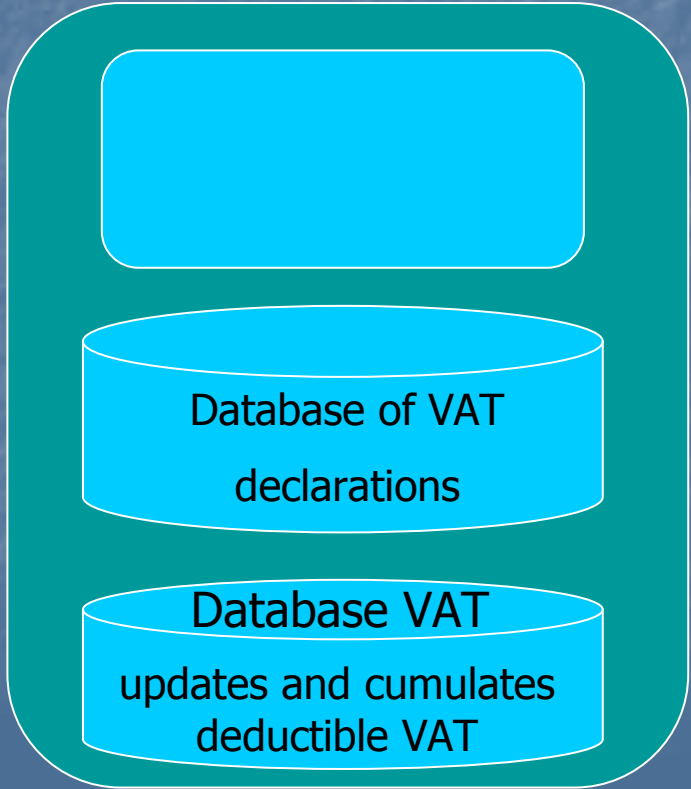 Database of VAT
declarations
Database VAT
updates and cumulates
deductible VAT